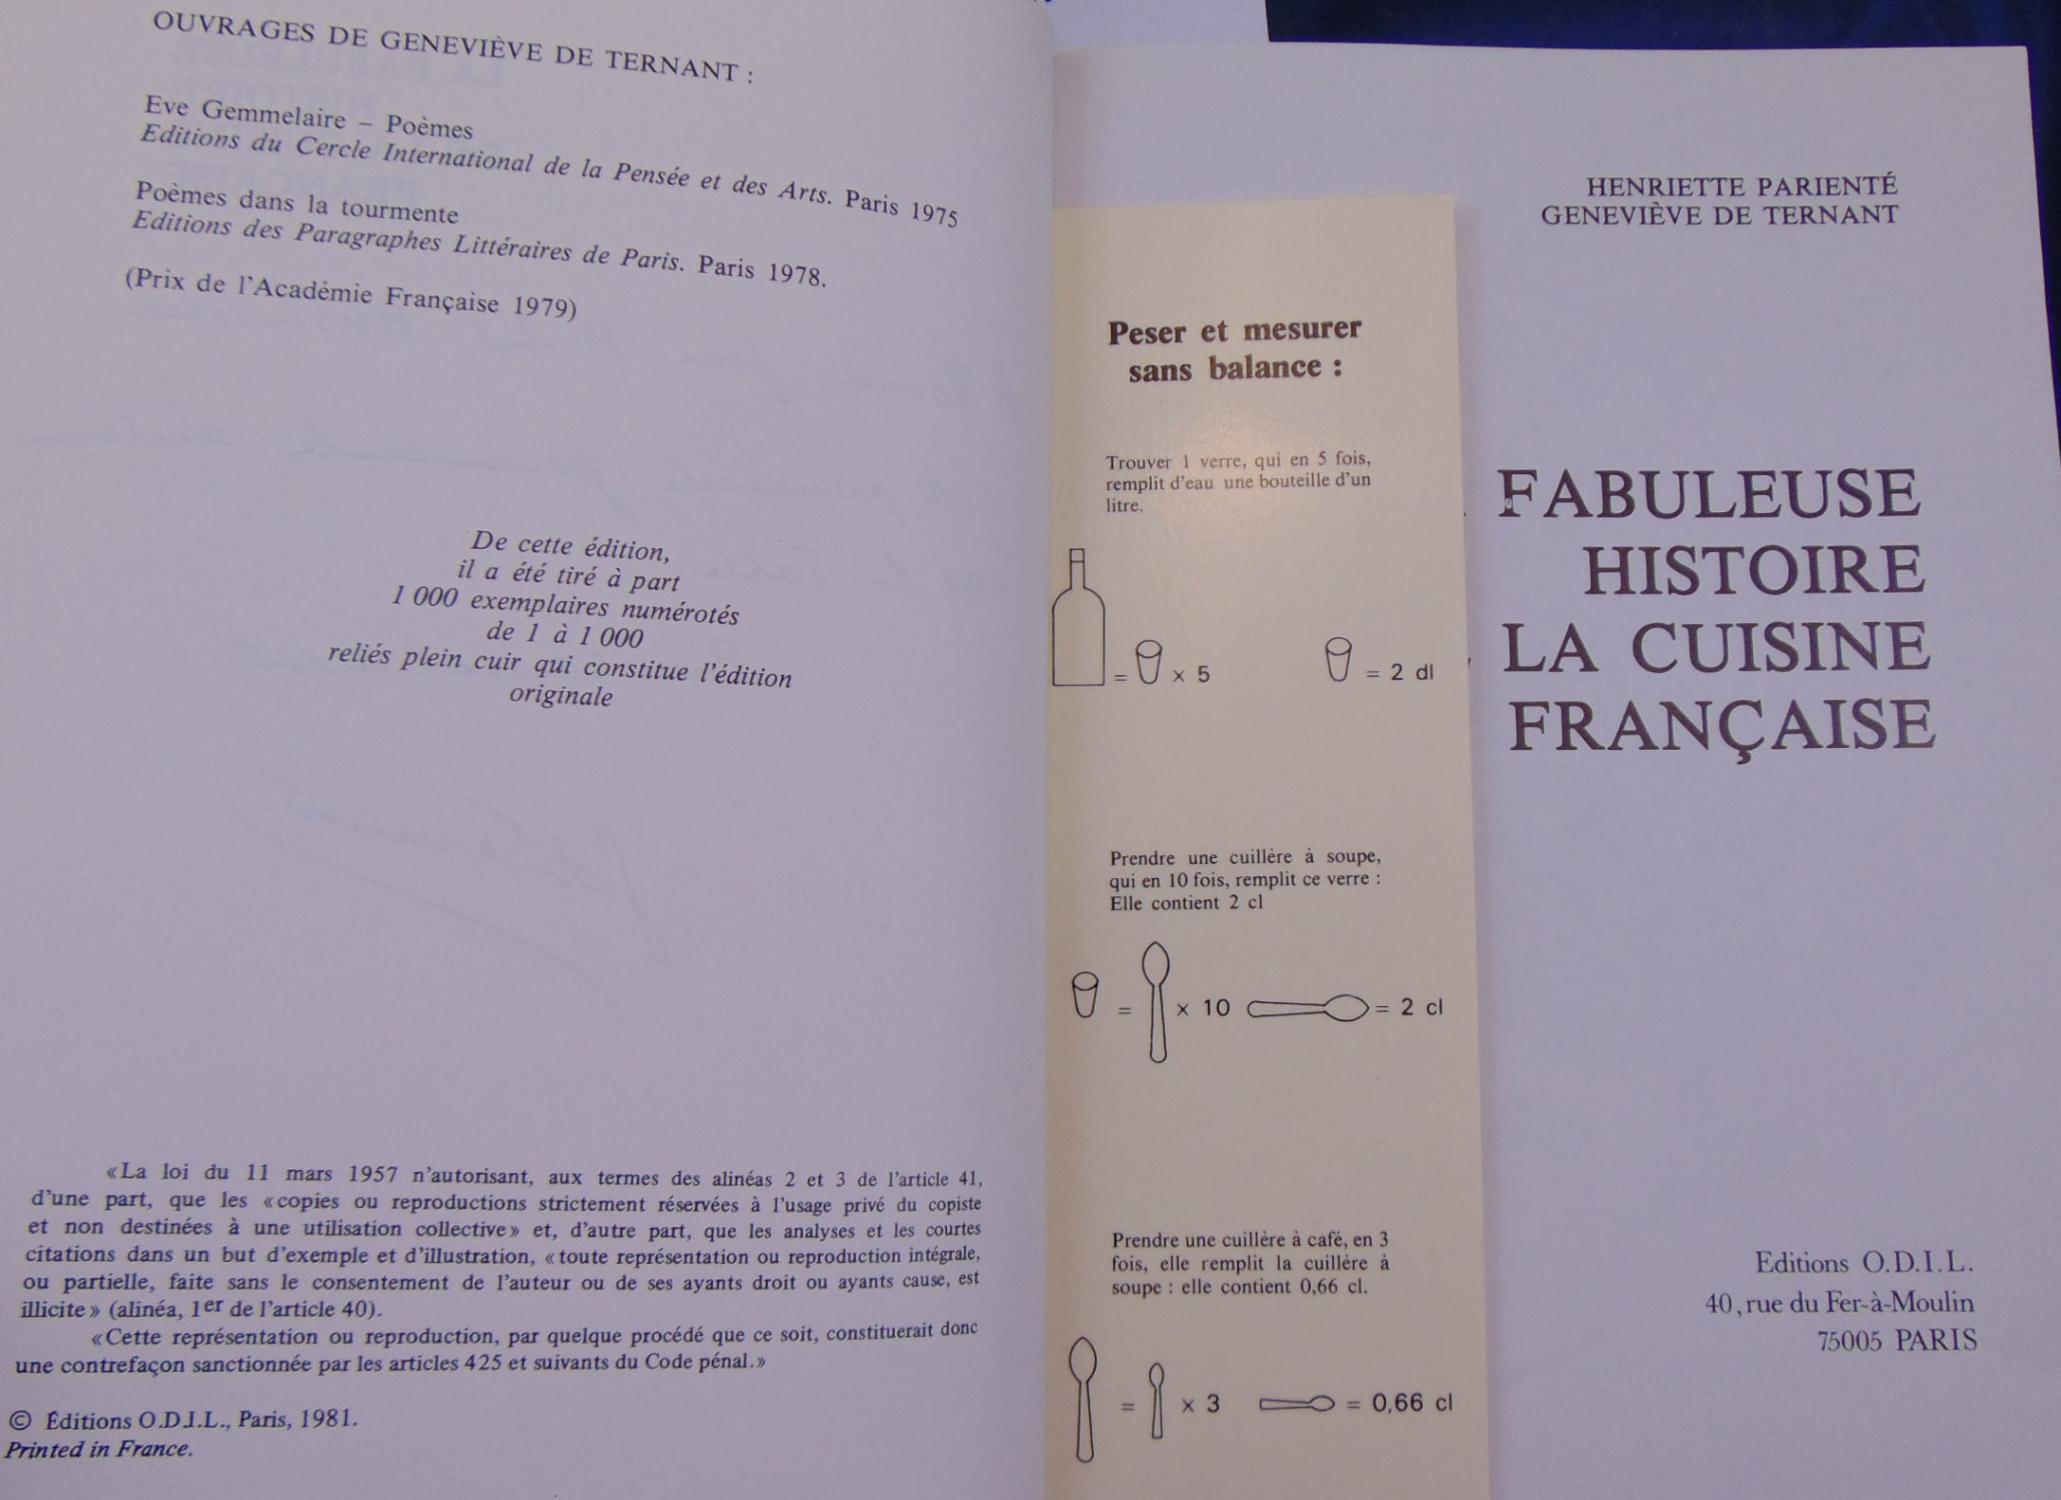 OUVRAGES DE GENEVIÈVE DE TERNANT :
Eve Gemmelaire – Poèmes
Editions du Cercle International de la Pensée et des Arts. Paris 1975
Poèmes dans la tourmente
Editions des Paragraphes Littéraires de Paris. Paris 1978.
(Prix de l'Académie Française 1979)
De cette édition,
il a été tiré à part
1 000 exemplaires numérotés
de 1 à 1 000
reliés plein cuir qui constitue l'édition
originale
«La loi du 11 mars 1957 n'autorisant, aux termes des alinéas 2 et 3 de l'article 41,
d'une part, que les «copies ou reproductions strictement réservées à l'usage privé du copiste
et non destinées à une utilisation collective» et, d'autre part, que les analyses et les courtes
citations dans un but d'exemple et d'illustration, «toute représentation ou reproduction intégrale,
ou partielle, faite sans le consentement de l'auteur ou de ses ayants droit ou ayants cause, est
illicite» (alinéa, 1er de l'article 40).
«Cette représentation ou reproduction, par quelque procédé que ce soit, constituerait donc
une contrefaçon sanctionnée par les articles 425 et suivants du Code pénal.»
© Éditions O.D.I.L., Paris, 1981.
Printed in France.
Peser et mesurer
sans balance :
Trouver 1 verre, qui en 5 fois,
remplit d'eau une bouteille d'un
litre.
= x 5 = 2 dl
Prendre une cuillère à soupe,
qui en 10 fois, remplit ce verre :
Elle contient 2 cl
= x 10 = 2 cl
Prendre une cuillère à café, en 3
fois, elle remplit la cuillère à
soupe : elle contient 0,66 cl.
= x 3 = 0,66 cl
HENRIETTE PARIENTÉ
GENEVIÈVE DE TERNANT
FABULEUSE
HISTOIRE
LA CUISINE
FRANÇAISE
Editions O.D.I.L.
40, rue du Fer-à-Moulin
75005 PARIS